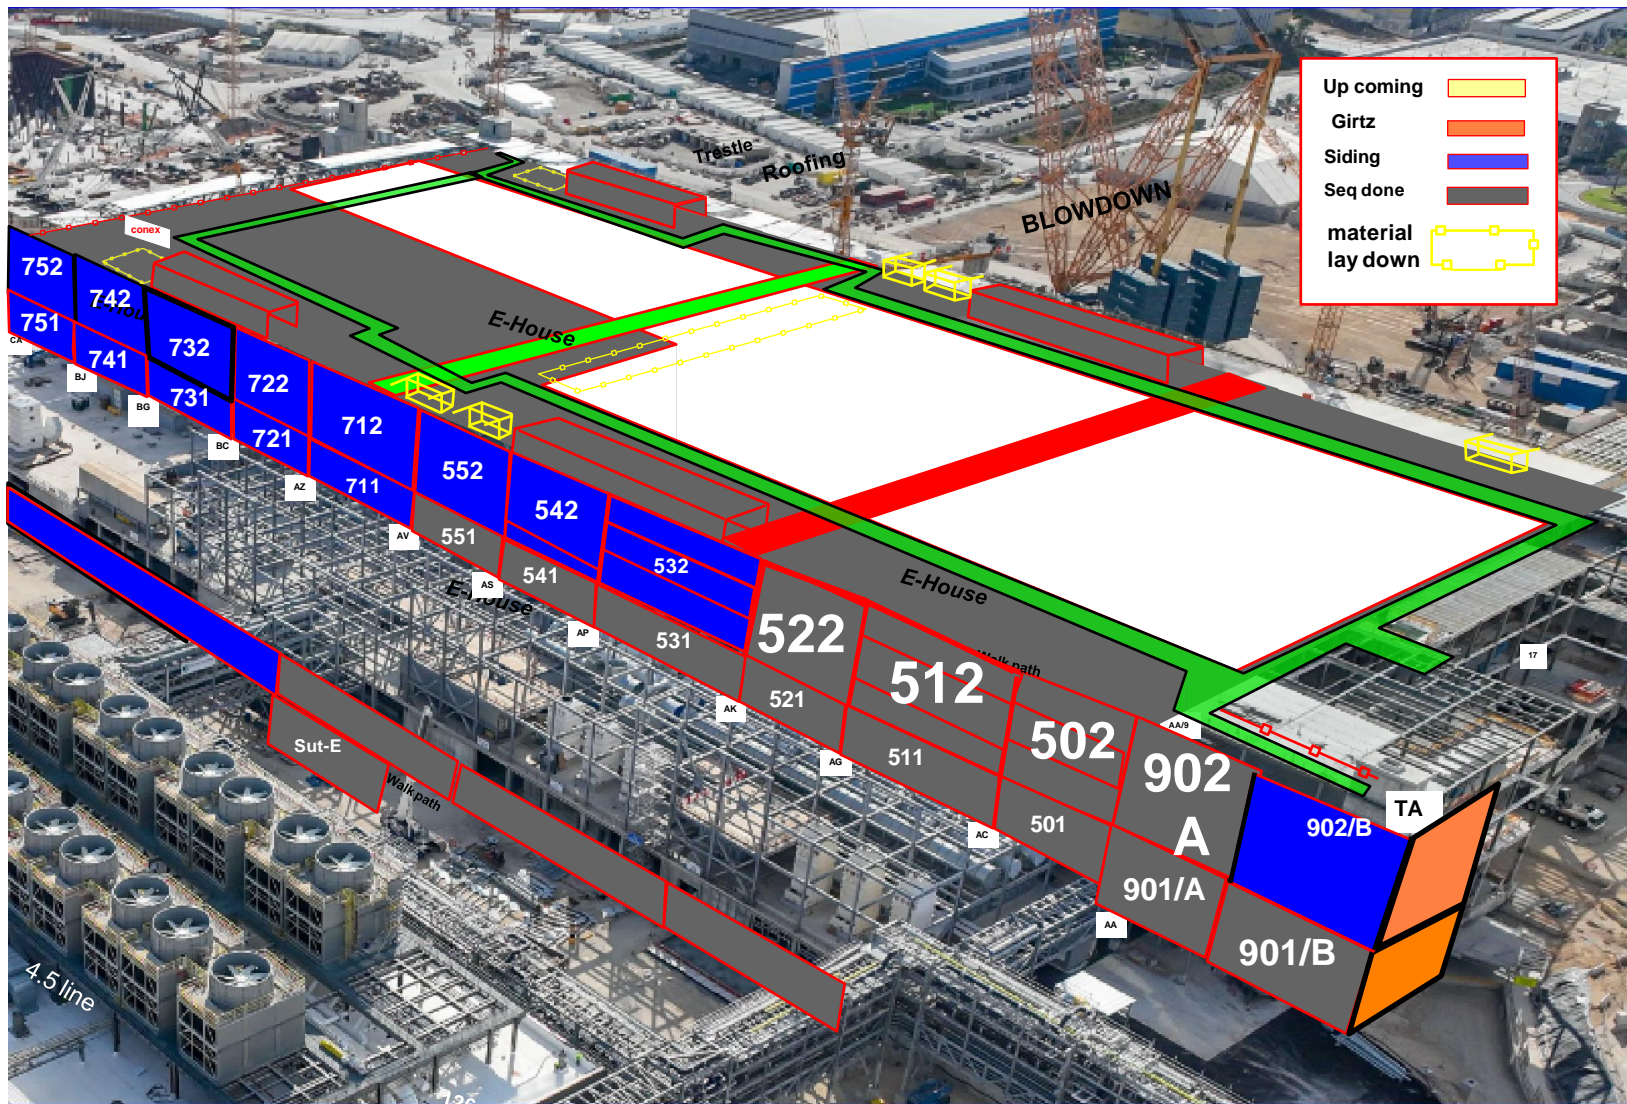 Up coming
Girtz
Siding
Seq done
material
lay down
Trestle
Roofing
BLOWDOWN
conex
752
742
732
722
712
552
542
532
522
512
502
902
A
902/B
751
741
731
721
711
551
541
531
521
511
501
901/A
901/B
E-House
E-House
E-House
CA
BJ
BG
BC
AZ
AV
AS
AP
AK
AG
AC
AA
AA/9
17
TA
Sut-E
Walk path
4.5 line